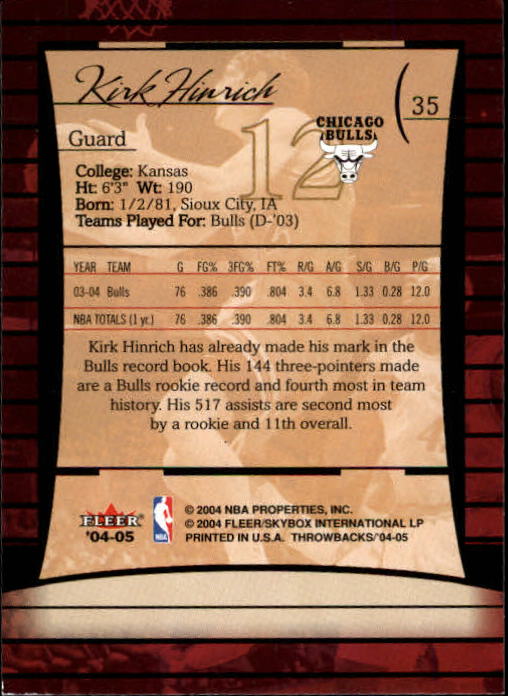 Kirk Hinrich
35
12
CHICAGO
BULLS
Guard
College: Kansas
Ht: 6'3" Wt: 190
Born: 1/2/81, Sioux City, IA
Teams Played For: Bulls (D-'03)
YEAR TEAM G FG% 3FG% FT% R/G A/G S/G B/G P/G
03-04 Bulls 76 .386 .390 .804 3.4 6.8 1.33 0.28 12.0
NBA TOTALS (1 yr.) 76 .386 .390 .804 3.4 6.8 1.33 0.28 12.0
Kirk Hinrich has already made his mark in the
Bulls record book. His 144 three-pointers made
are a Bulls rookie record and fourth most in team
history. His 517 assists are second most
by a rookie and 11th overall.
FLEER
'04-05
NBA
© 2004 NBA PROPERTIES, INC.
© 2004 FLEER/SKYBOX INTERNATIONAL LP
PRINTED IN U.S.A. THROWBACKS/'04-05